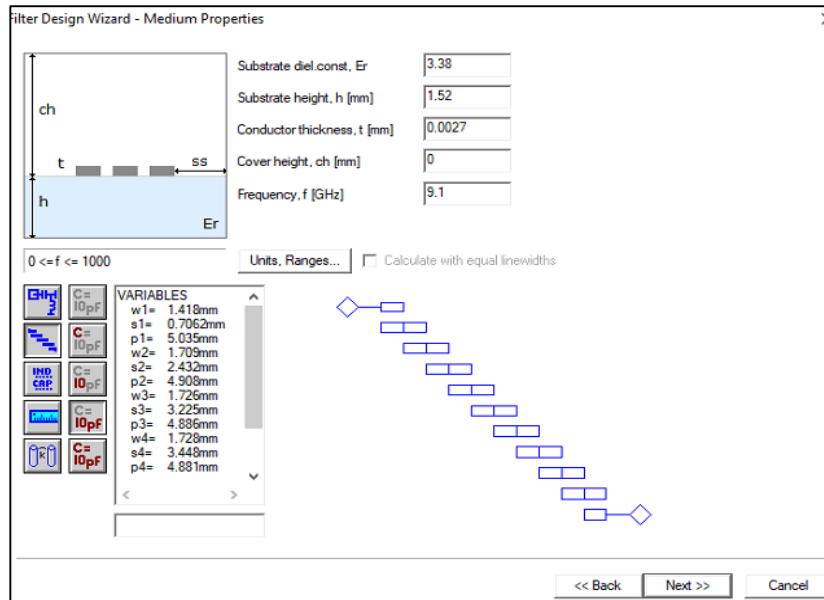 Filter Design Wizard - Medium Properties
ch
t
ss
h
Er
Substrate diel.const, Er 3.38
Substrate height, h [mm] 1.52
Conductor thickness, t [mm] 0.0027
Cover height, ch [mm] 0
Frequency, f [GHz] 9.1
0 <=f <= 1000
Units, Ranges...
Calculate with equal linewidths
C=
10pF
C=
10pF
IND
CAP
C=
10pF
C=
10pF
K
C=
10pF
VARIABLES
w1= 1.418mm
s1= 0.7062mm
p1= 5.035mm
w2= 1.709mm
s2= 2.432mm
p2= 4.908mm
w3= 1.726mm
s3= 3.225mm
p3= 4.886mm
w4= 1.728mm
s4= 3.448mm
p4= 4.881mm
<< Back
Next >>
Cancel